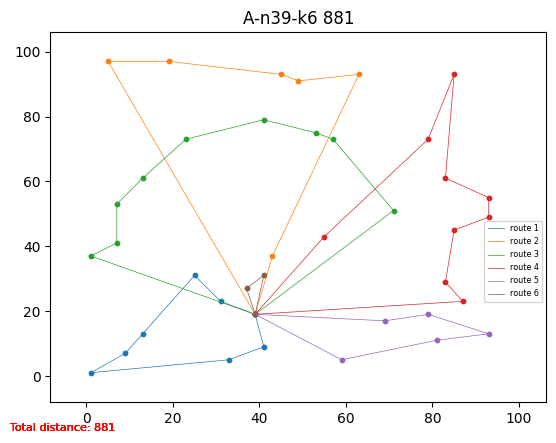 A-n39-k6 881
100
80
60
40
20
0
0 20 40 60 80 100
route 1
route 2
route 3
route 4
route 5
route 6
Total distance: 881